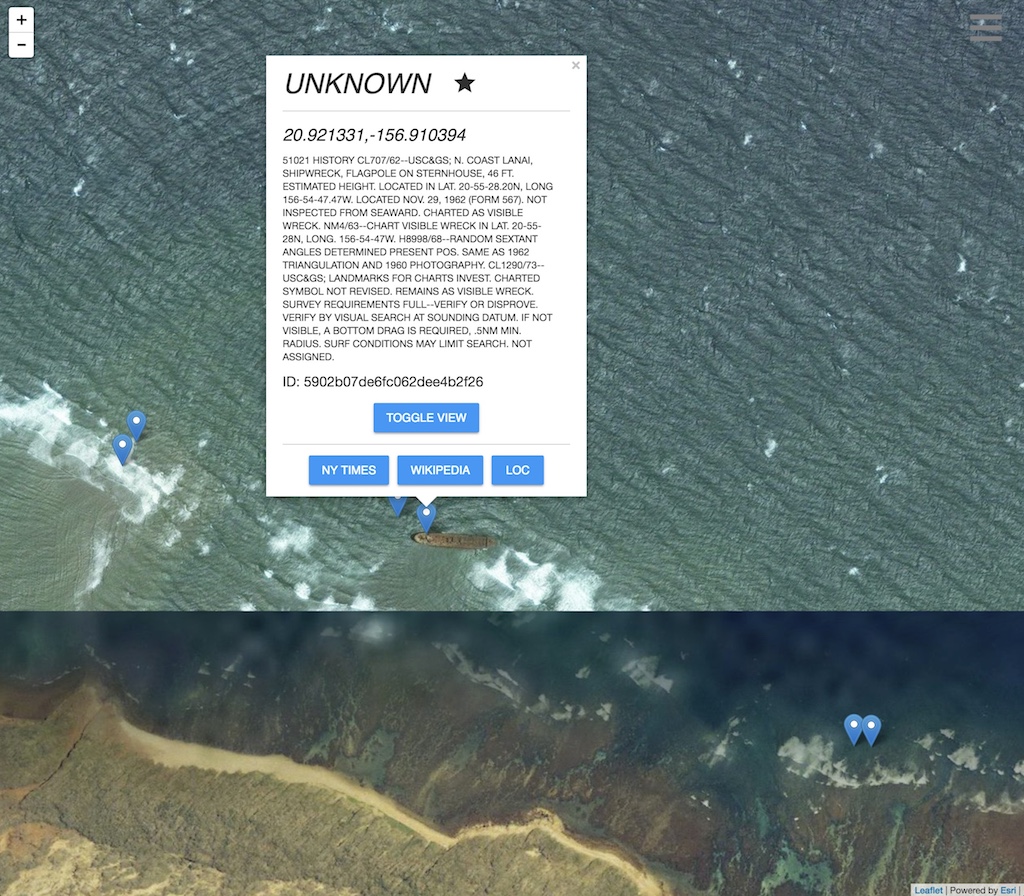 +
−
×
UNKNOWN ★
20.921331,-156.910394
51021 HISTORY CL707/62--USC&GS; N. COAST LANAI,
SHIPWRECK, FLAGPOLE ON STERNHOUSE, 46 FT.
ESTIMATED HEIGHT. LOCATED IN LAT. 20-55-28.20N, LONG
156-54-47.47W. LOCATED NOV. 29, 1962 (FORM 567). NOT
INSPECTED FROM SEAWARD. CHARTED AS VISIBLE
WRECK. NM4/63--CHART VISIBLE WRECK IN LAT. 20-55-
28N, LONG. 156-54-47W. H8998/68--RANDOM SEXTANT
ANGLES DETERMINED PRESENT POS. SAME AS 1962
TRIANGULATION AND 1960 PHOTOGRAPHY. CL1290/73--
USC&GS; LANDMARKS FOR CHARTS INVEST. CHARTED
SYMBOL NOT REVISED. REMAINS AS VISIBLE WRECK.
SURVEY REQUIREMENTS FULL--VERIFY OR DISPROVE.
VERIFY BY VISUAL SEARCH AT SOUNDING DATUM. IF NOT
VISIBLE, A BOTTOM DRAG IS REQUIRED, .5NM MIN.
RADIUS. SURF CONDITIONS MAY LIMIT SEARCH. NOT
ASSIGNED.
ID: 5902b07de6fc062dee4b2f26
TOGGLE VIEW
NY TIMES WIKIPEDIA LOC
Leaflet | Powered by Esri |